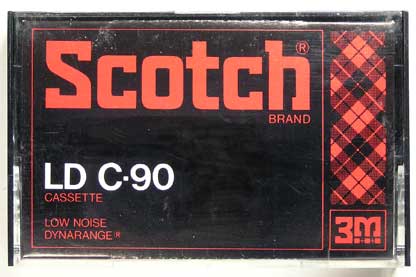 Scotch®
BRAND
LD C-90
CASSETTE
LOW NOISE
DYNARANGE®
3M